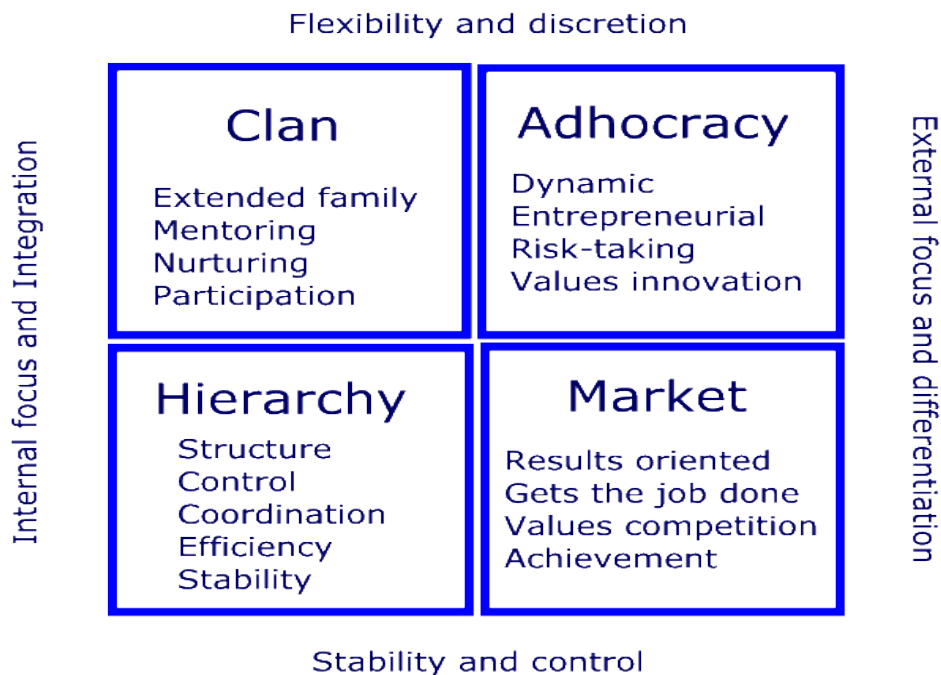 Flexibility and discretion
Internal focus and Integration
Clan
Extended family
Mentoring
Nurturing
Participation
Adhocracy
Dynamic
Entrepreneurial
Risk-taking
Values innovation
External focus and differentiation
Hierarchy
Structure
Control
Coordination
Efficiency
Stability
Market
Results oriented
Gets the job done
Values competition
Achievement
Stability and control